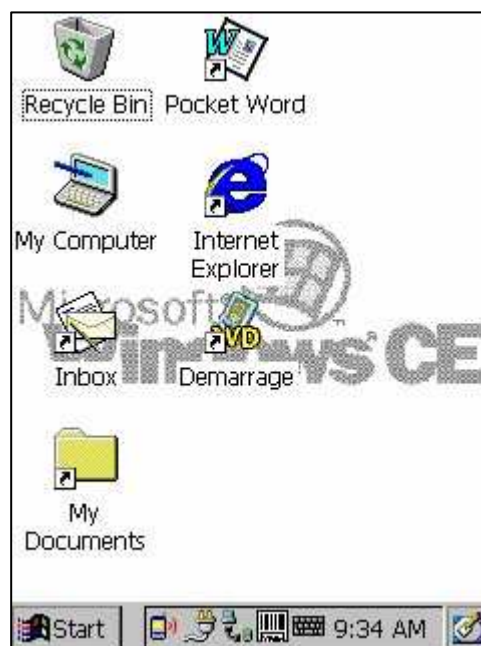 Recycle Bin
Pocket Word
My Computer
Internet
Explorer
Microsoft
Windows CE
Inbox
DVD
Demarrage
My
Documents
Start
9:34 AM